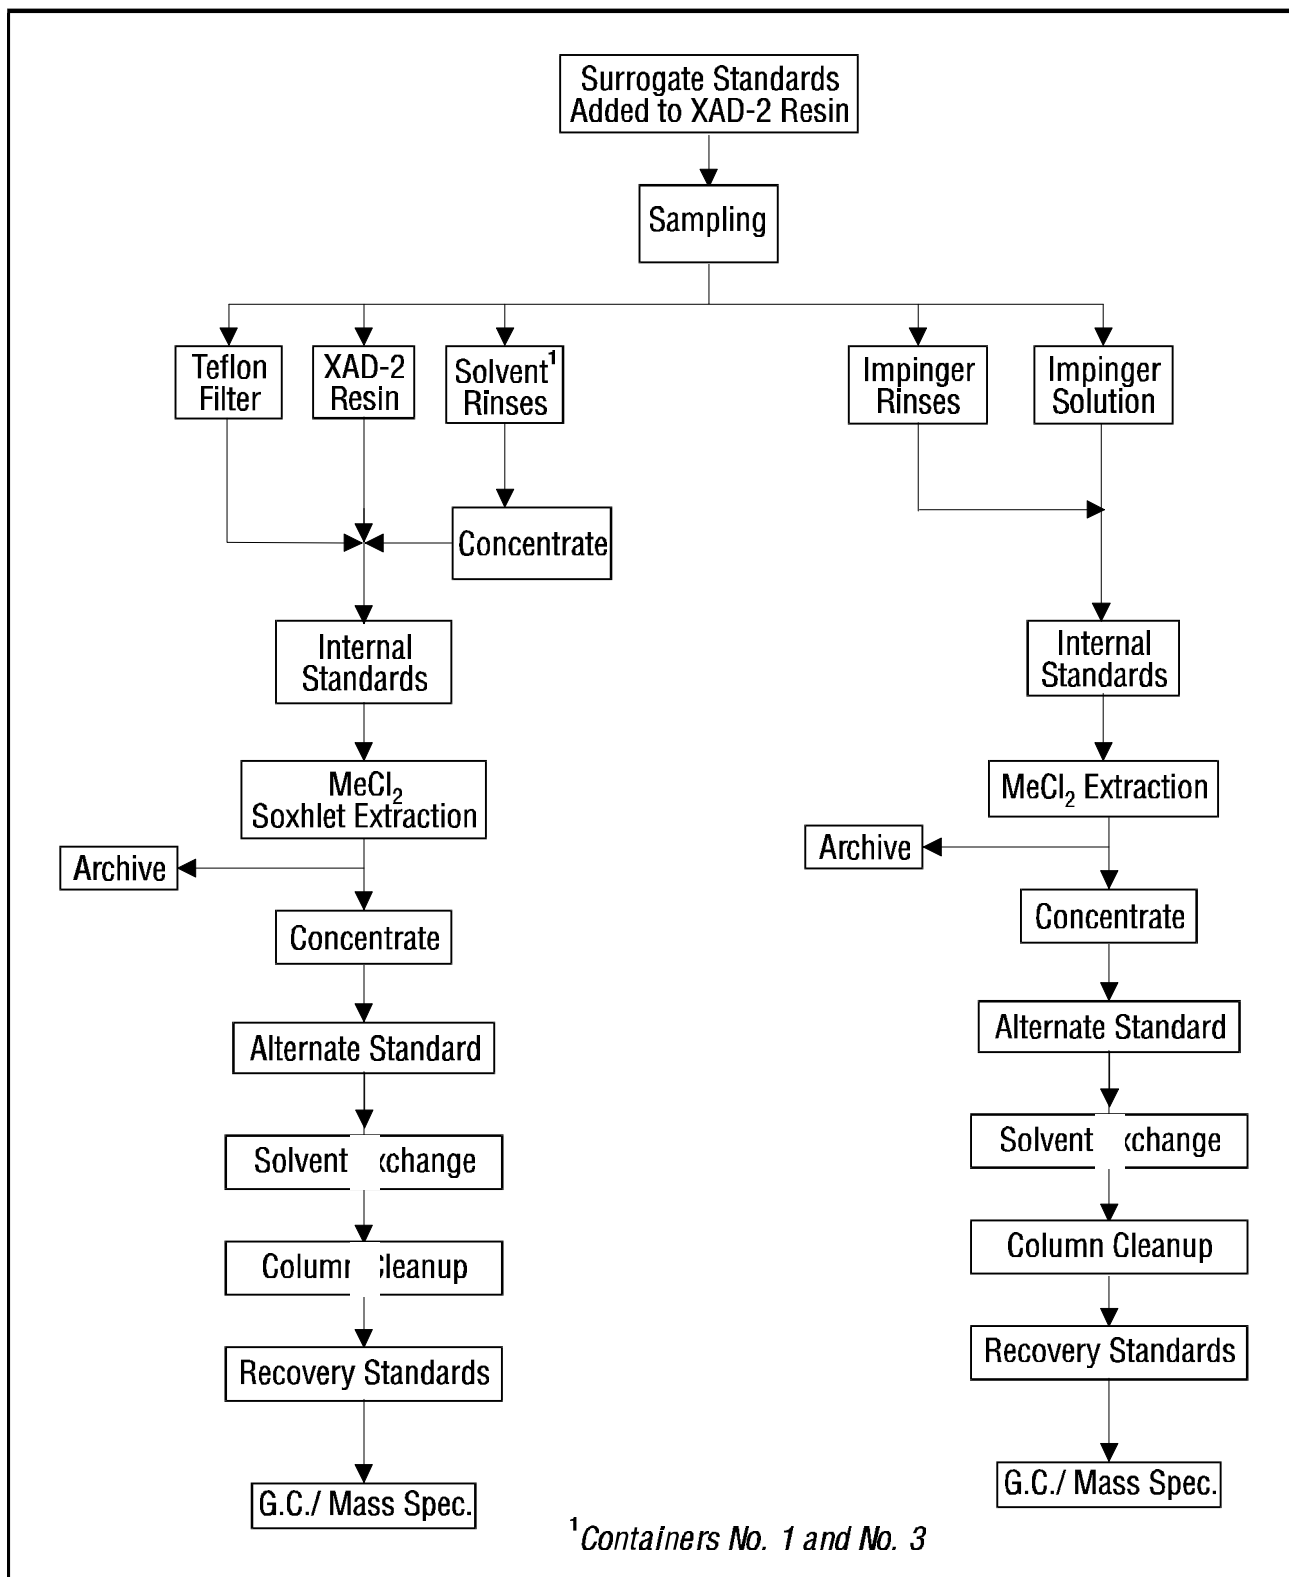 Surrogate Standards
Added to XAD-2 Resin
Sampling
Teflon
Filter
XAD-2
Resin
Solvent¹
Rinses
Impinger
Rinses
Impinger
Solution
Concentrate
Internal
Standards
Internal
Standards
MeCl₂
Soxhlet Extraction
MeCl₂ Extraction
Archive
Archive
Concentrate
Concentrate
Alternate Standard
Alternate Standard
Solvent xchange
Solvent xchange
Column Cleanup
Column Cleanup
Recovery Standards
Recovery Standards
G.C./ Mass Spec.
G.C./ Mass Spec.
¹Containers No. 1 and No. 3